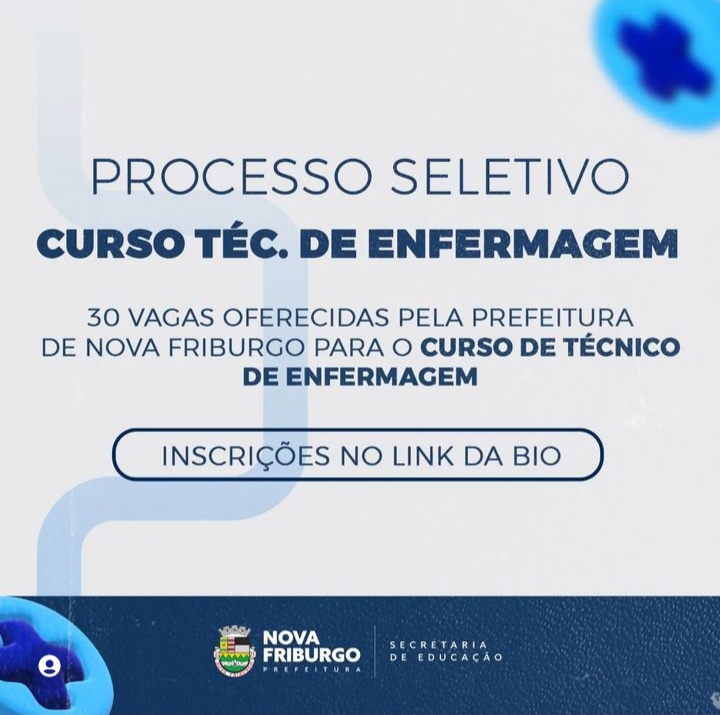 PROCESSO SELETIVO
CURSO TÉC. DE ENFERMAGEM
30 VAGAS OFERECIDAS PELA PREFEITURA
DE NOVA FRIBURGO PARA O CURSO DE TÉCNICO
DE ENFERMAGEM
INSCRIÇÕES NO LINK DA BIO
NOVA
FRIBURGO
PREFEITURA
SECRETARIA
DE EDUCAÇÃO